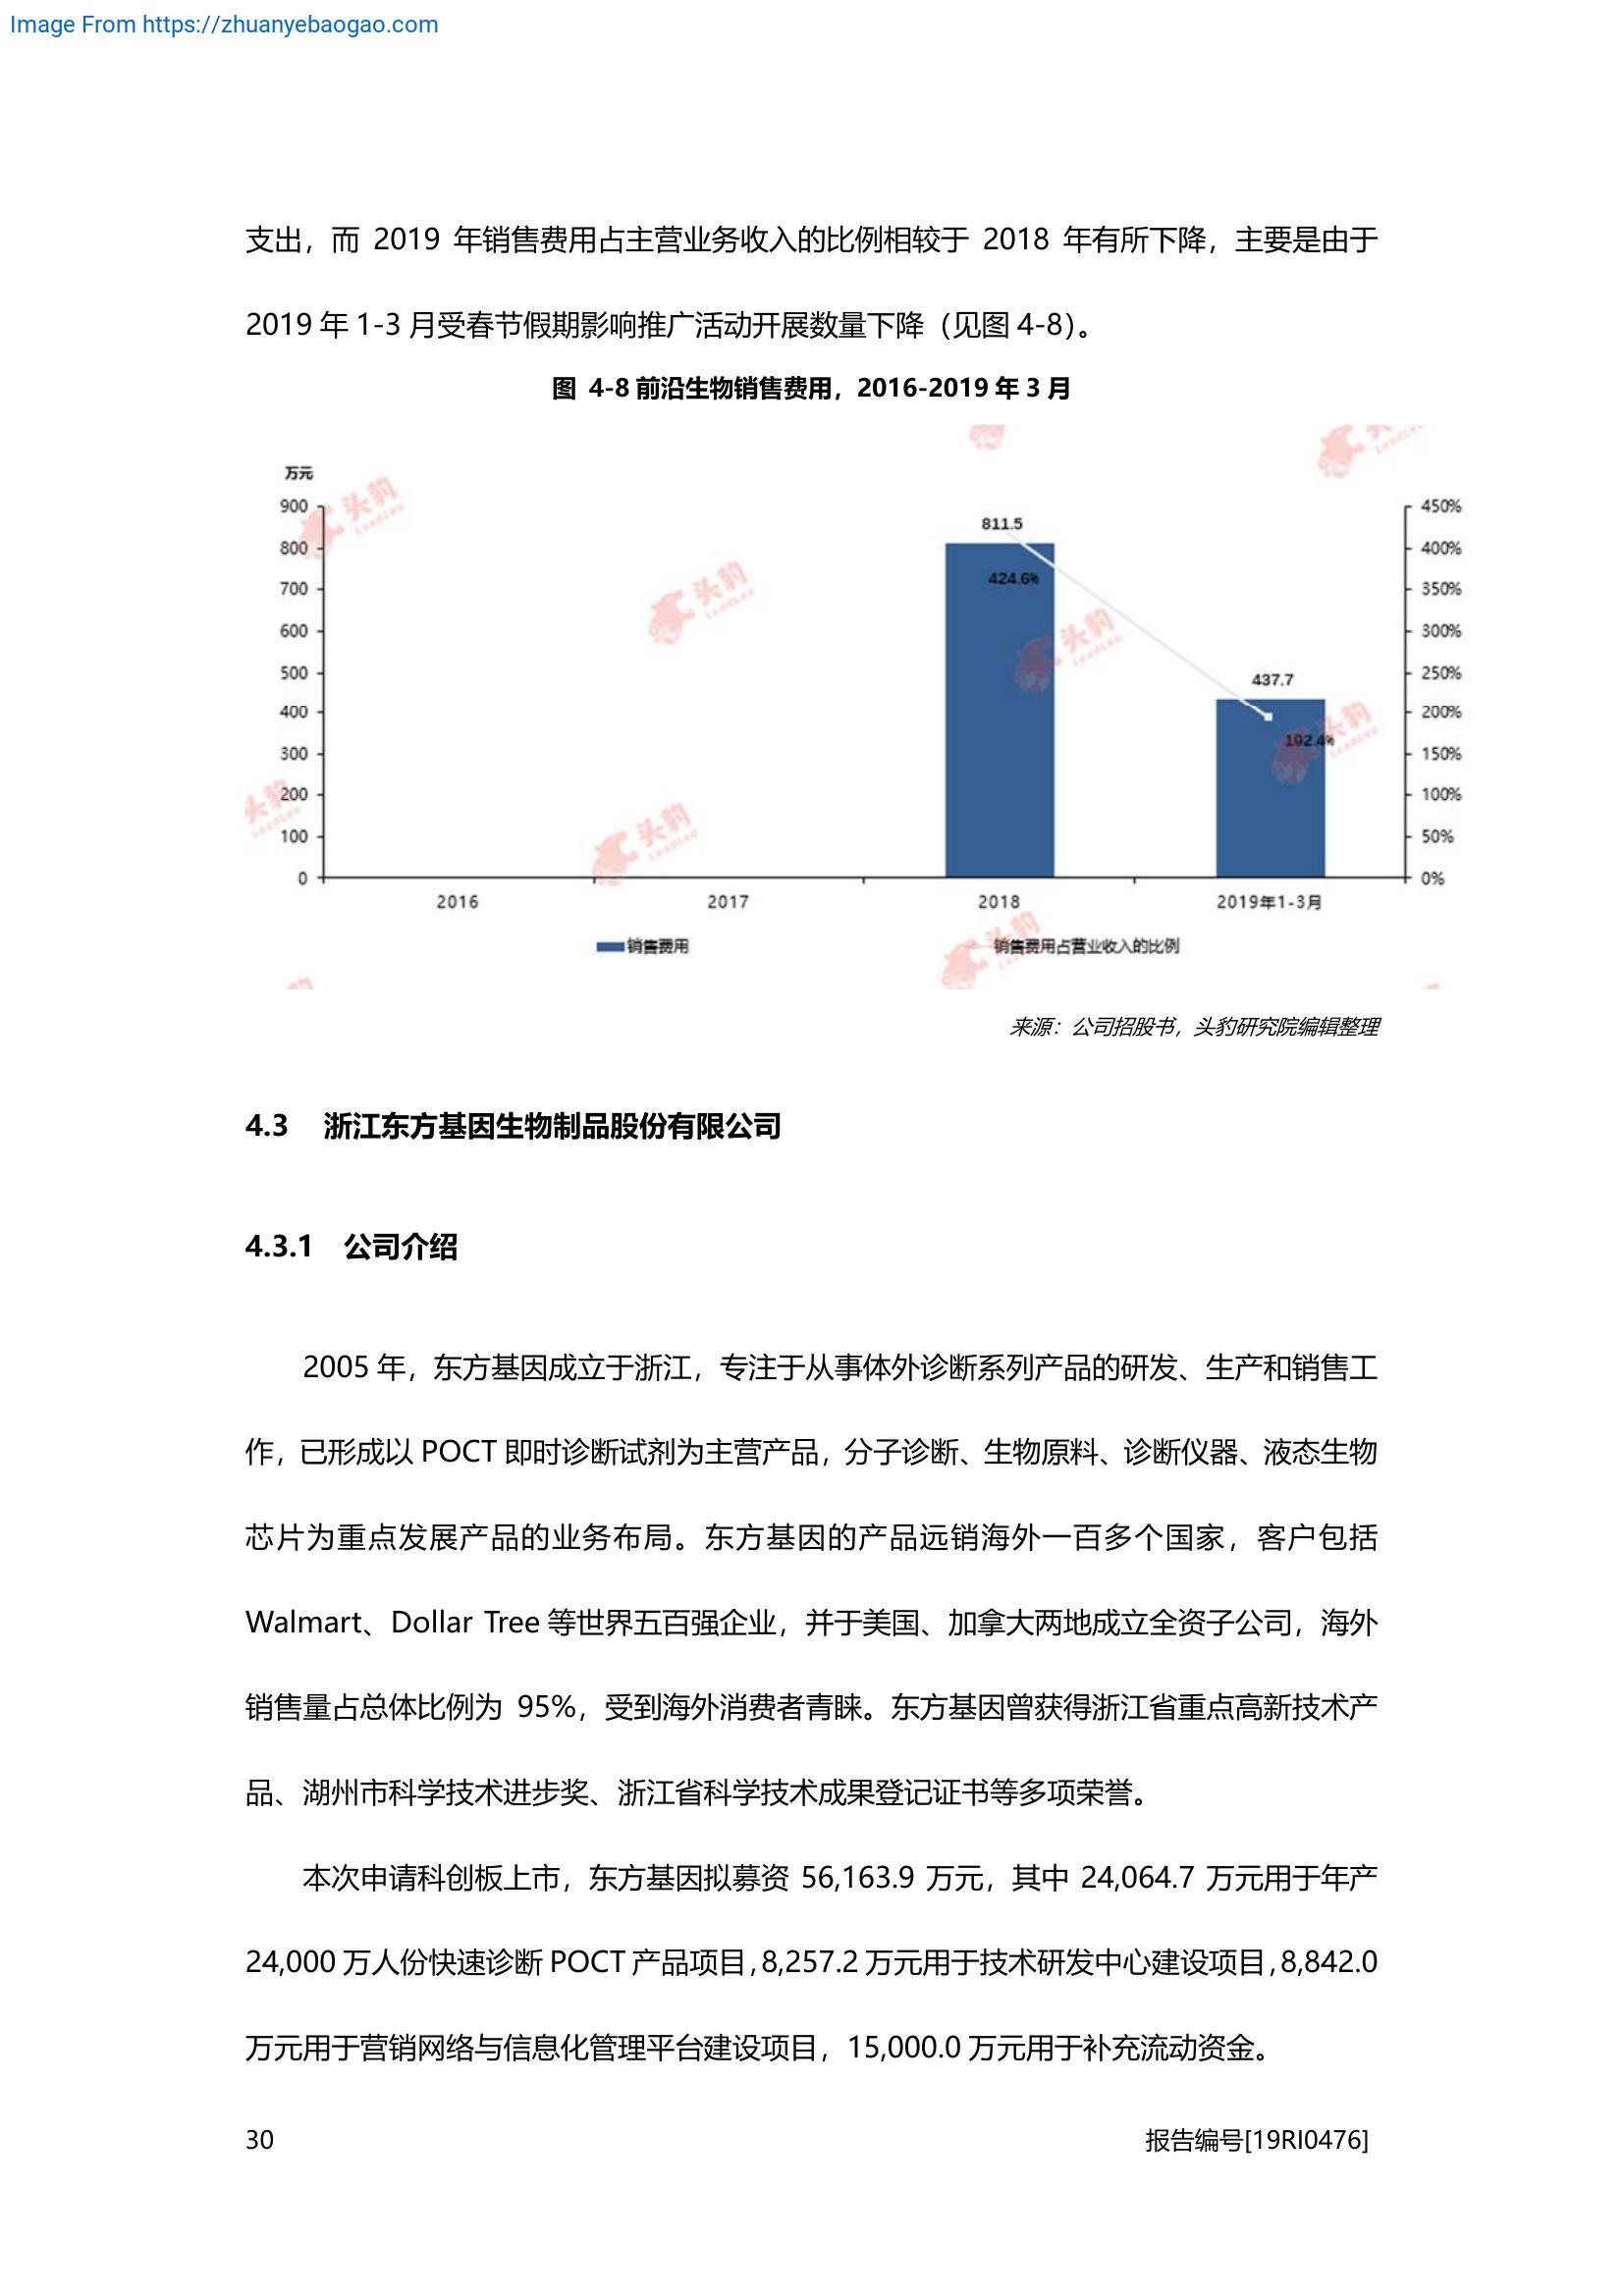 Image From https://zhuanyebaogao.com
支出，而 2019 年销售费用占主营业务收入的比例相较于 2018 年有所下降，主要是由于
2019 年 1-3 月受春节假期影响推广活动开展数量下降（见图 4-8）。
图 4-8 前沿生物销售费用，2016-2019 年 3 月
万元
900
800
700
600
500
400
300
200
100
0
450%
400%
350%
300%
250%
200%
150%
100%
50%
0%
811.5
424.6%
437.7
192.4%
2016
2017
2018
2019年1-3月
销售费用
销售费用占营业收入的比例
头豹
LeadLeo
头豹
LeadLeo
头豹
LeadLeo
头豹
LeadLeo
头豹
LeadLeo
头豹
LeadLeo
头豹
来源：公司招股书，头豹研究院编辑整理
4.3 浙江东方基因生物制品股份有限公司
4.3.1 公司介绍
2005 年，东方基因成立于浙江，专注于从事体外诊断系列产品的研发、生产和销售工
作，已形成以 POCT 即时诊断试剂为主营产品，分子诊断、生物原料、诊断仪器、液态生物
芯片为重点发展产品的业务布局。东方基因的产品远销海外一百多个国家，客户包括
Walmart、Dollar Tree 等世界五百强企业，并于美国、加拿大两地成立全资子公司，海外
销售量占总体比例为 95%，受到海外消费者青睐。东方基因曾获得浙江省重点高新技术产
品、湖州市科学技术进步奖、浙江省科学技术成果登记证书等多项荣誉。
本次申请科创板上市，东方基因拟募资 56,163.9 万元，其中 24,064.7 万元用于年产
24,000 万人份快速诊断 POCT 产品项目，8,257.2 万元用于技术研发中心建设项目，8,842.0
万元用于营销网络与信息化管理平台建设项目，15,000.0 万元用于补充流动资金。
30
报告编号[19RI0476]